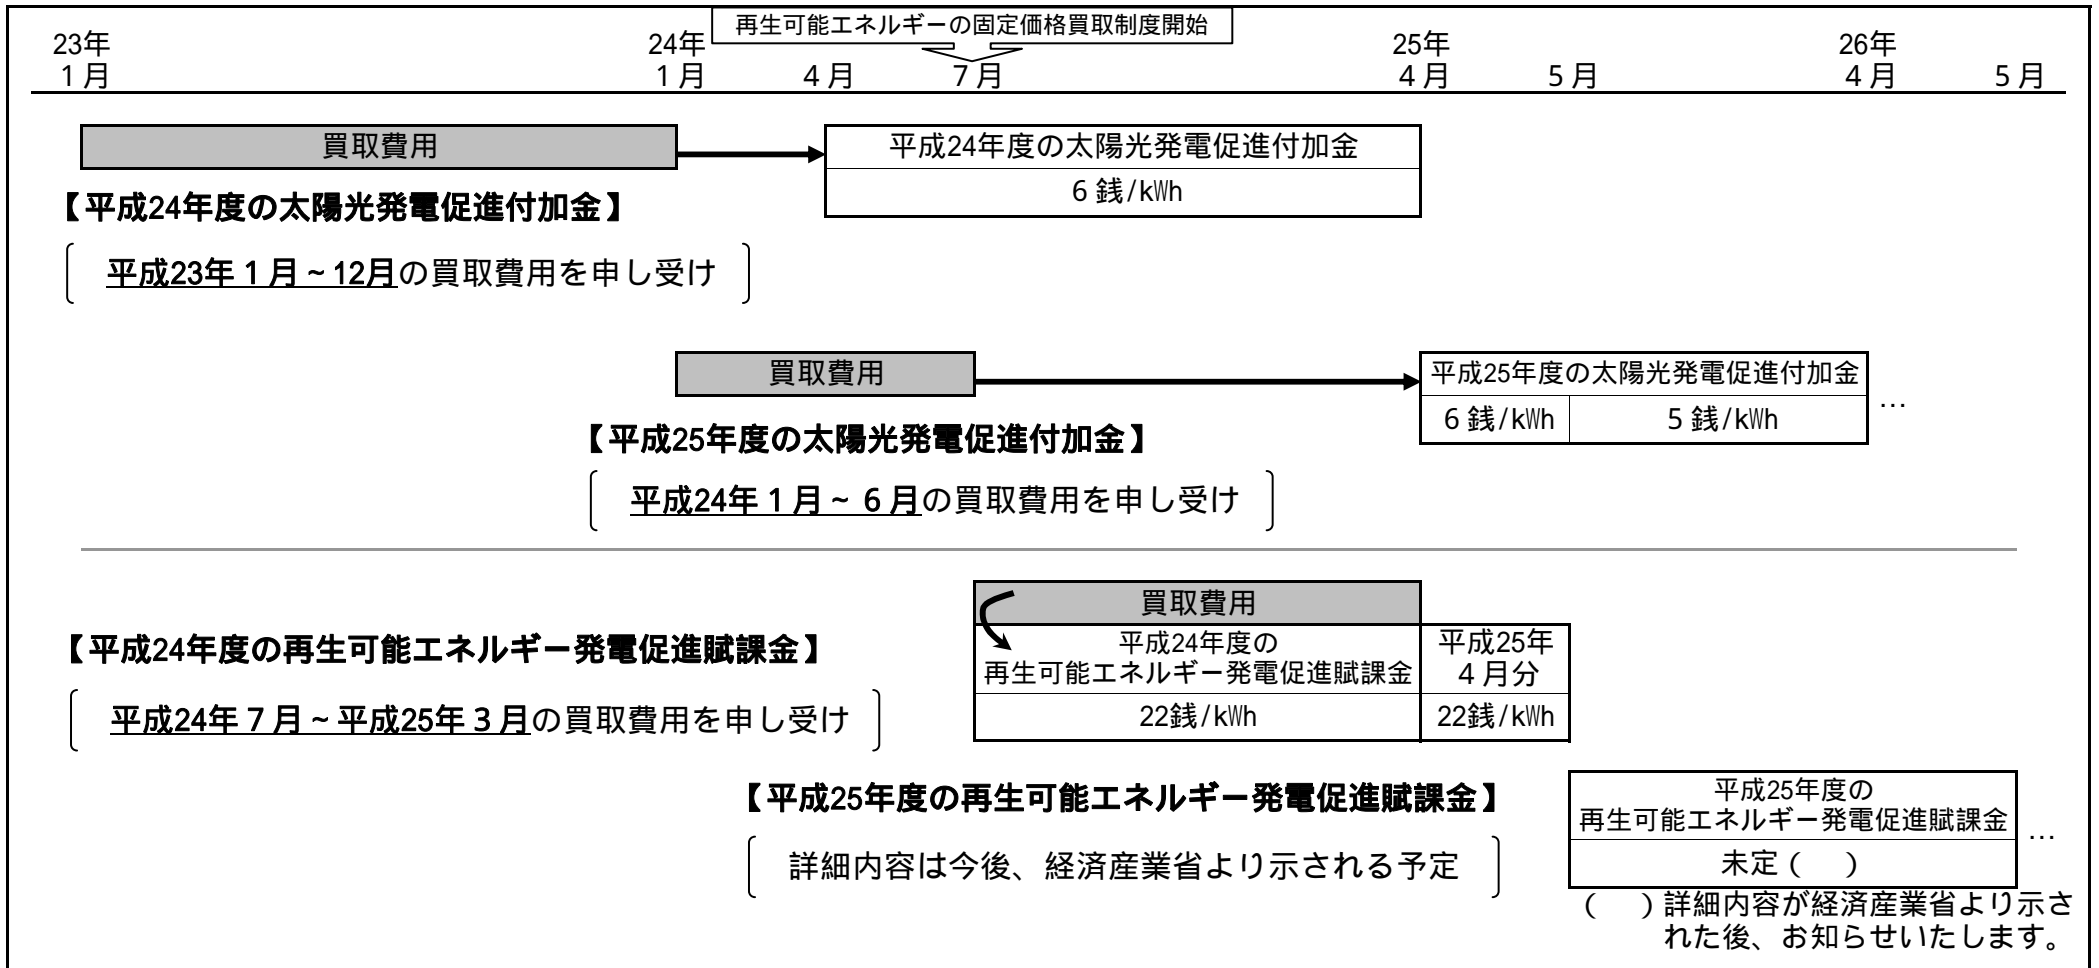 再生可能エネルギーの固定価格買取制度開始
23年
１月
24年
１月
４月
７月
25年
４月
５月
26年
４月
５月
買取費用
平成24年度の太陽光発電促進付加金
６銭/kWh
【平成24年度の太陽光発電促進付加金】
平成23年１月～12月の買取費用を申し受け
買取費用
平成25年度の太陽光発電促進付加金
６銭/kWh
５銭/kWh
…
【平成25年度の太陽光発電促進付加金】
平成24年１月～６月の買取費用を申し受け
買取費用
平成24年度の
再生可能エネルギー発電促進賦課金
平成25年
４月分
22銭/kWh
22銭/kWh
【平成24年度の再生可能エネルギー発電促進賦課金】
平成24年７月～平成25年３月の買取費用を申し受け
【平成25年度の再生可能エネルギー発電促進賦課金】
詳細内容は今後、経済産業省より示される予定
平成25年度の
再生可能エネルギー発電促進賦課金
…
未定（　）
（　）詳細内容が経済産業省より示さ
れた後、お知らせいたします。